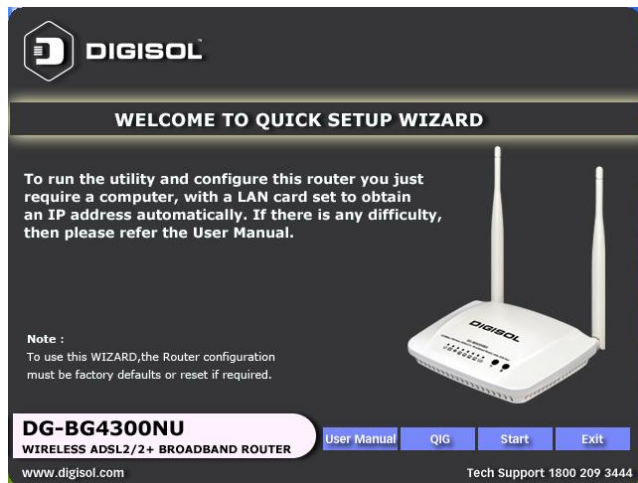 DIGISOL
WELCOME TO QUICK SETUP WIZARD
To run the utility and configure this router you just
require a computer, with a LAN card set to obtain
an IP address automatically. If there is any difficulty,
then please refer the User Manual.
DIGISOL
Note :
To use this WIZARD,the Router configuration
must be factory defaults or reset if required.
DG-BG4300NU
WIRELESS ADSL2/2+ BROADBAND ROUTER
User Manual
QIG
Start
Exit
www.digisol.com
Tech Support 1800 209 3444